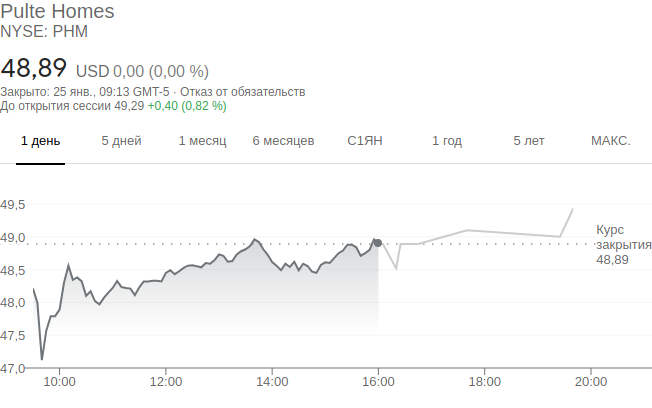 Pulte Homes
NYSE: PHM
48,89 USD 0,00 (0,00 %)
Закрыто: 25 янв., 09:13 GMT-5 · Отказ от обязательств
До открытия сессии 49,29 +0,40 (0,82 %)
1 день 5 дней 1 месяц 6 месяцев С1ЯН 1 год 5 лет МАКС.
49,5
49,0
48,5
48,0
47,5
47,0
Курс
закрытия
48,89
10:00 12:00 14:00 16:00 18:00 20:00